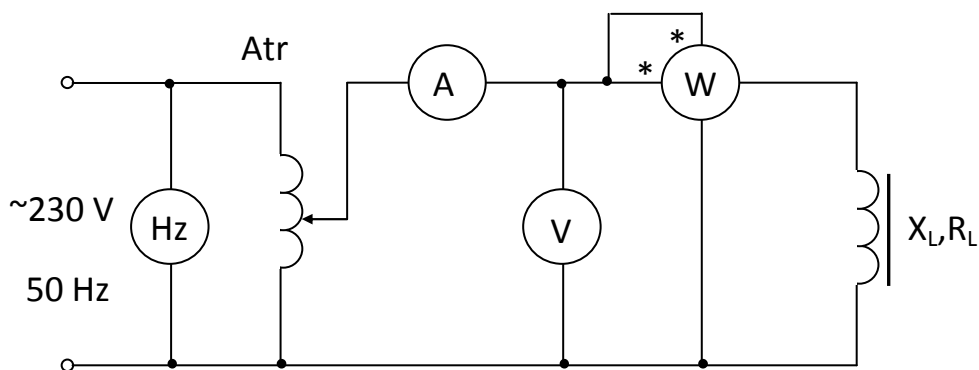 Atr
A
*
*
W
~230 V
50 Hz
Hz
V
X_L,R_L